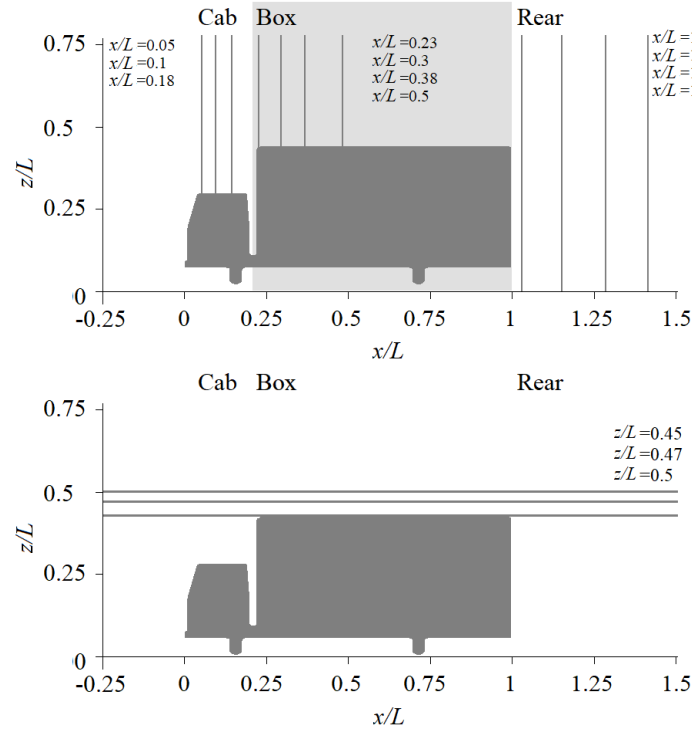 Cab Box Rear
0.75
x/L=0.05
x/L=0.1
x/L=0.18
x/L=0.23
x/L=0.3
x/L=0.38
x/L=0.5
z/L
0.5
0.25
0
-0.25 0 0.25 0.5 0.75 1 1.25 1.5
x/L
Cab Box Rear
0.75
z/L=0.45
z/L=0.47
z/L=0.5
z/L
0.5
0.25
0
-0.25 0 0.25 0.5 0.75 1 1.25 1.5
x/L